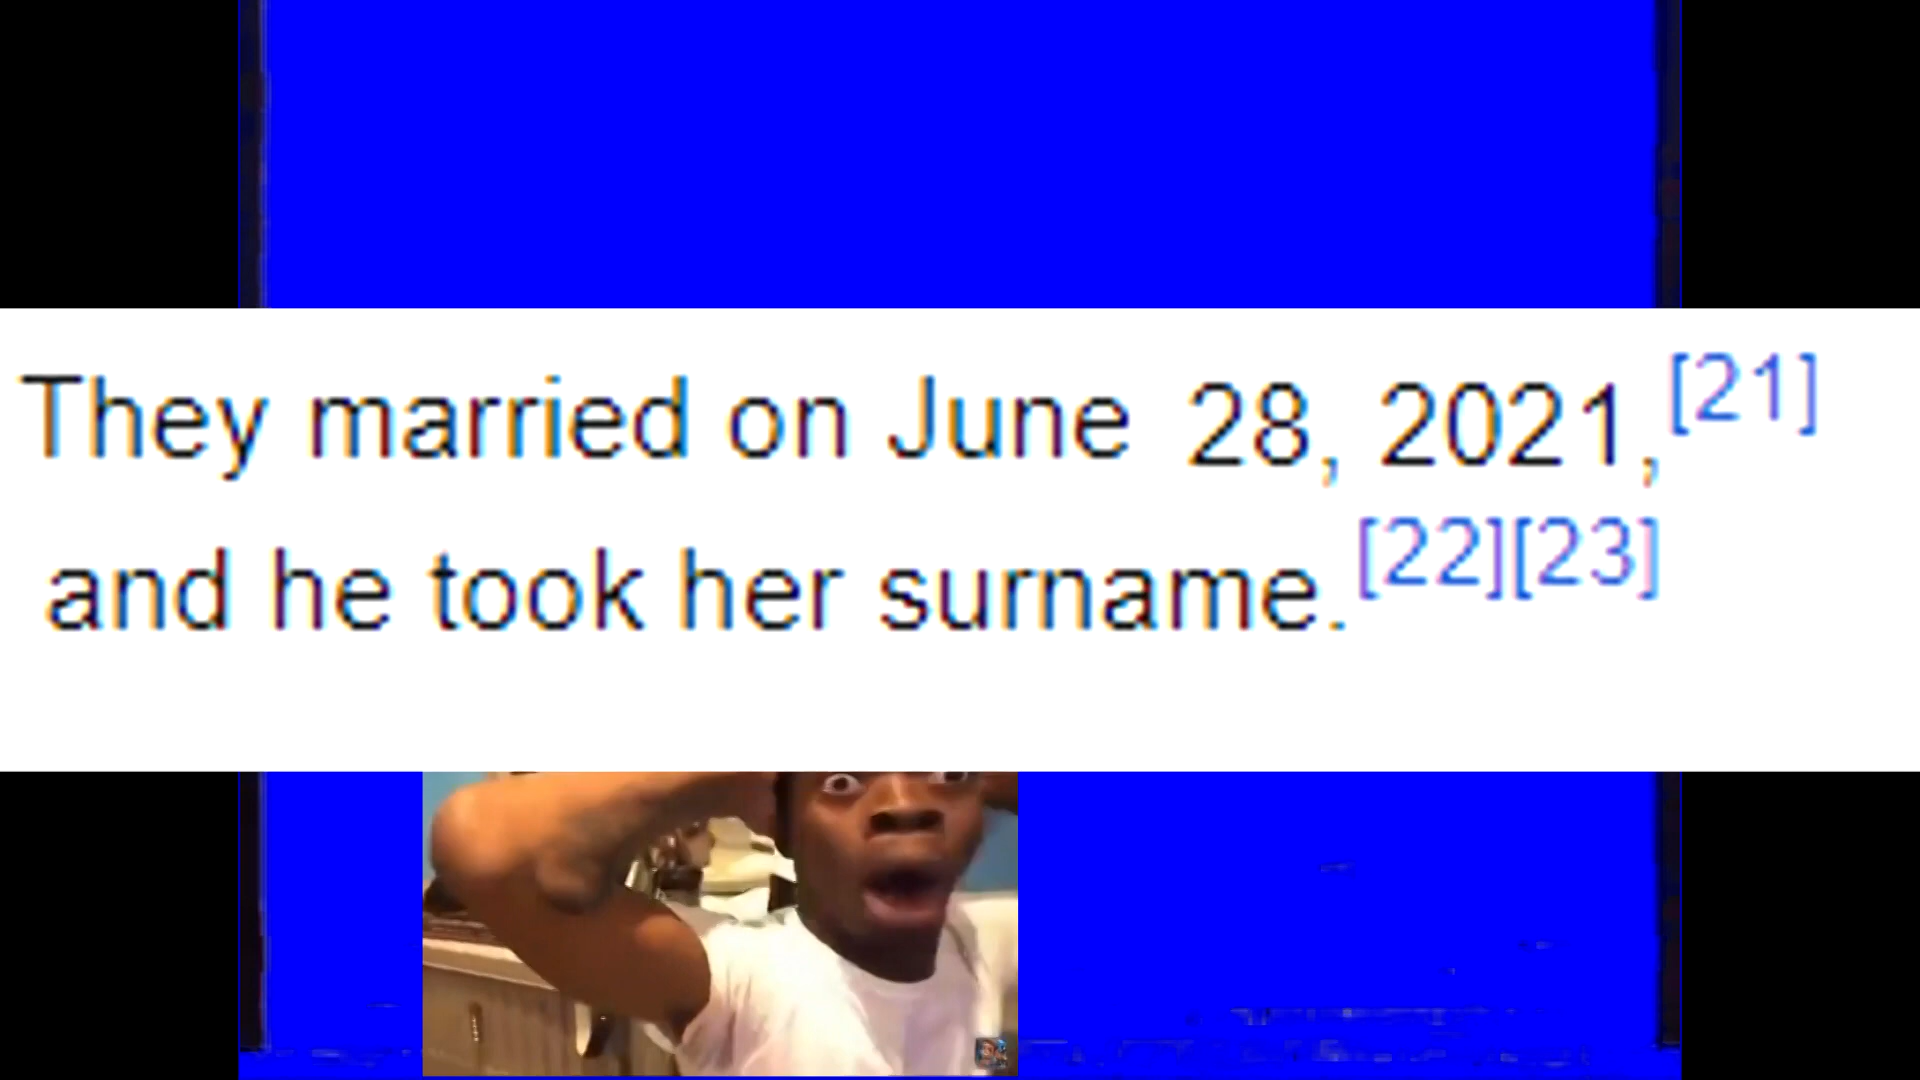 They married on June 28, 2021,[21]
and he took her surname.[22][23]